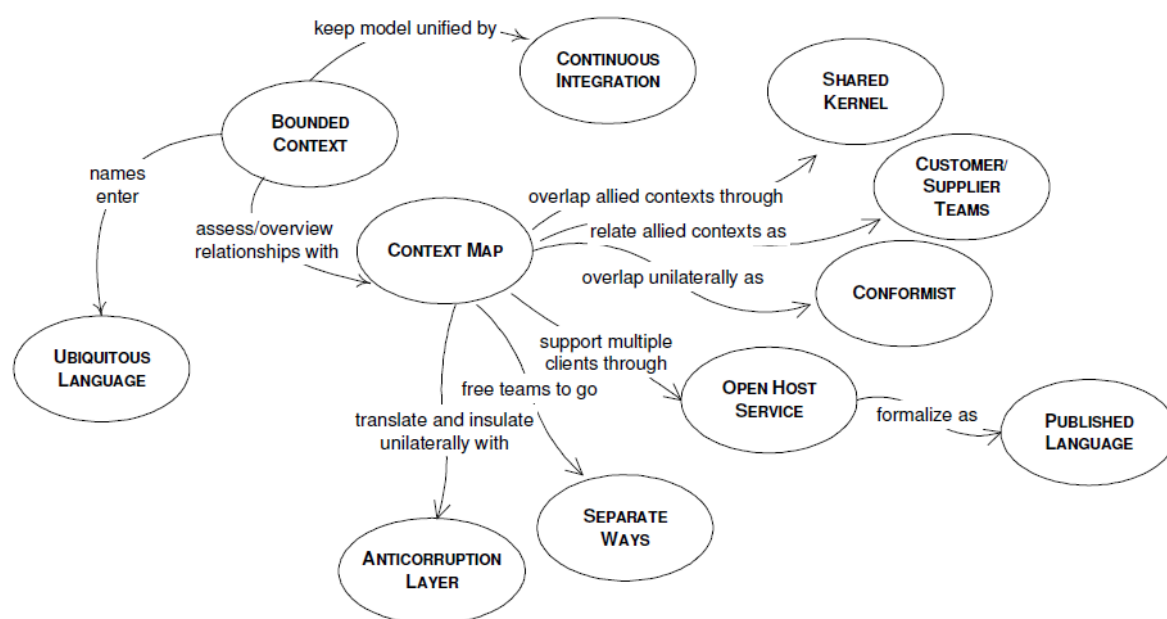 keep model unified by
CONTINUOUS
INTEGRATION
SHARED
KERNEL
BOUNDED
CONTEXT
names
enter
CUSTOMER/
SUPPLIER
TEAMS
overlap allied contexts through
assess/overview
relationships with
relate allied contexts as
CONTEXT MAP
overlap unilaterally as
CONFORMIST
UBIQUITOUS
LANGUAGE
support multiple
clients through
free teams to go
OPEN HOST
SERVICE
formalize as
PUBLISHED
LANGUAGE
translate and insulate
unilaterally with
SEPARATE
WAYS
ANTICORRUPTION
LAYER